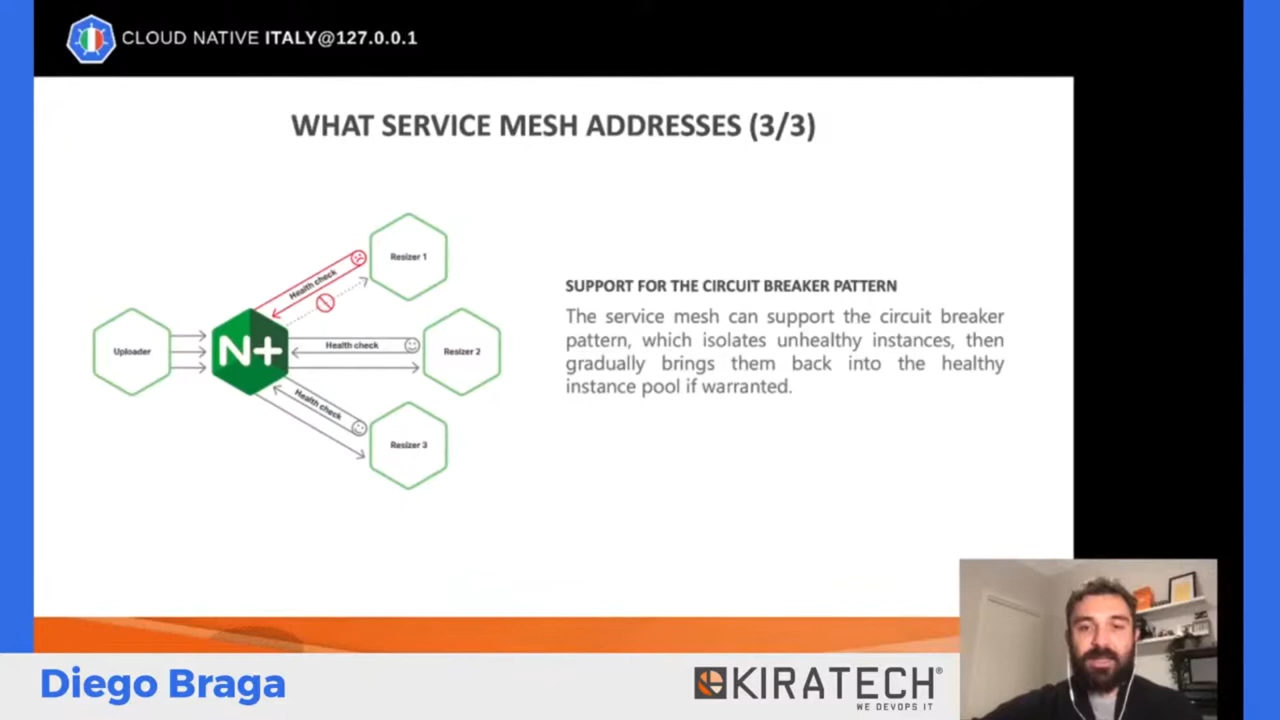 CLOUD NATIVE ITALY@127.0.0.1
WHAT SERVICE MESH ADDRESSES (3/3)
Resizer 1
Health check
Uploader
N+
Health check
Resizer 2
Health check
Resizer 3
SUPPORT FOR THE CIRCUIT BREAKER PATTERN
The service mesh can support the circuit breaker
pattern, which isolates unhealthy instances, then
gradually brings them back into the healthy
instance pool if warranted.
Diego Braga
KIRATECH®
WE DEVOPS IT